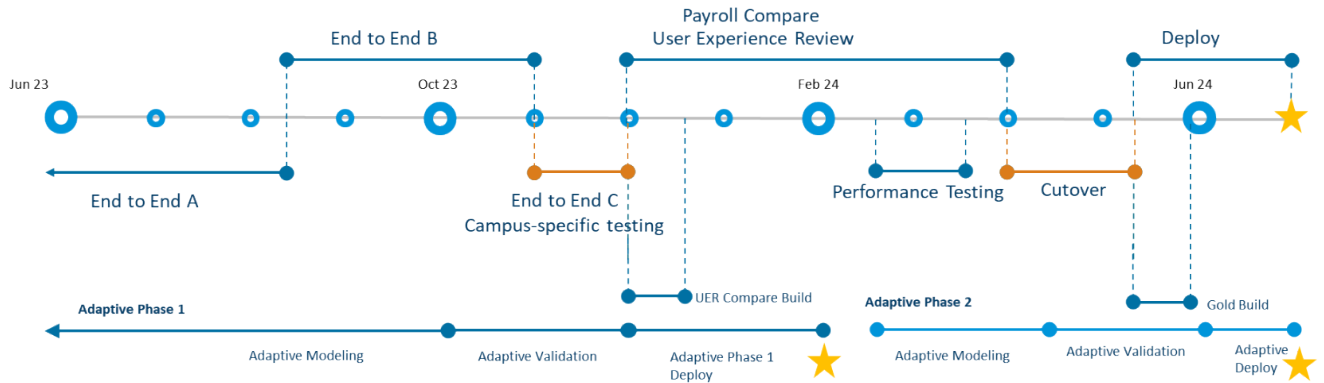 Payroll Compare
End to End B
User Experience Review
Deploy
Jun 23
Oct 23
Feb 24
Jun 24
End to End A
End to End C
Campus-specific testing
Performance Testing
Cutover
UER Compare Build
Gold Build
Adaptive Phase 1
Adaptive Phase 2
Adaptive Modeling
Adaptive Validation
Adaptive Phase 1
Deploy
Adaptive Modeling
Adaptive Validation
Adaptive
Deploy